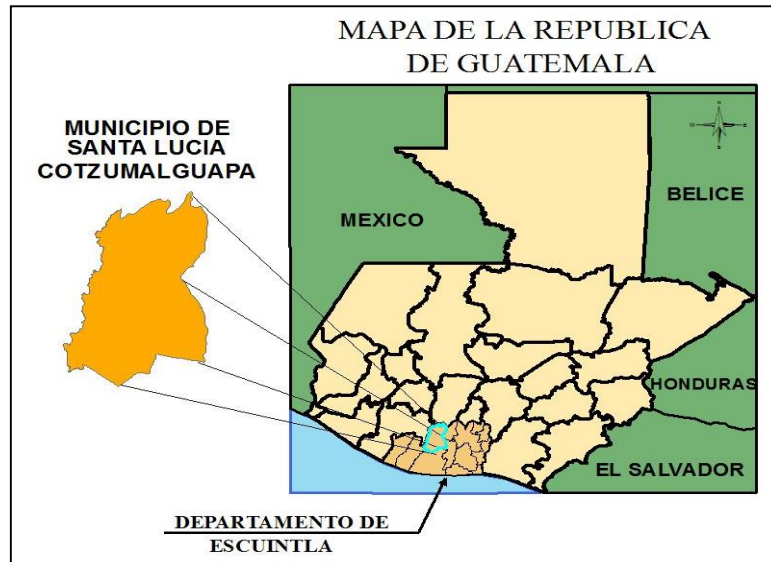 MAPA DE LA REPUBLICA
DE GUATEMALA
MUNICIPIO DE
SANTA LUCIA
COTZUMALGUAPA
MEXICO
BELICE
HONDURAS
EL SALVADOR
DEPARTAMENTO DE
ESCUINTLA